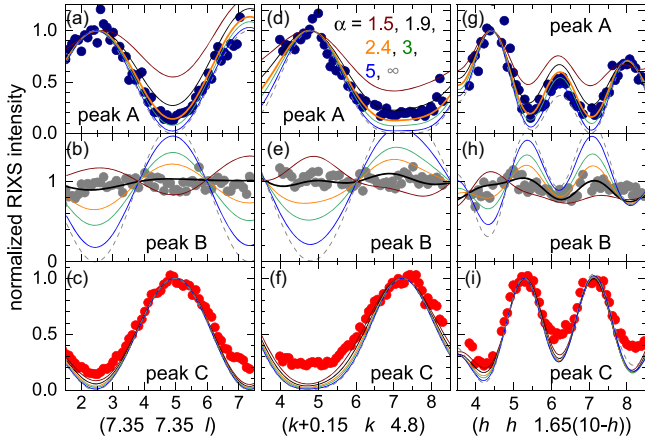 (a) (d) α = 1.5, 1.9, (g) peak A
2.4, 3,
5, ∞
peak A peak A
1.0
0.5
0.0
(b) (e) (h)
1
peak B peak B peak B
0
(c) (f) (i)
1.0
0.5
peak C peak C peak C
0.0
2 3 4 5 6 7 4 5 6 7 8 4 5 6 7 8
(7.35 7.35 l) (k+0.15 k 4.8) (h h 1.65(10-h))
normalized RIXS intensity